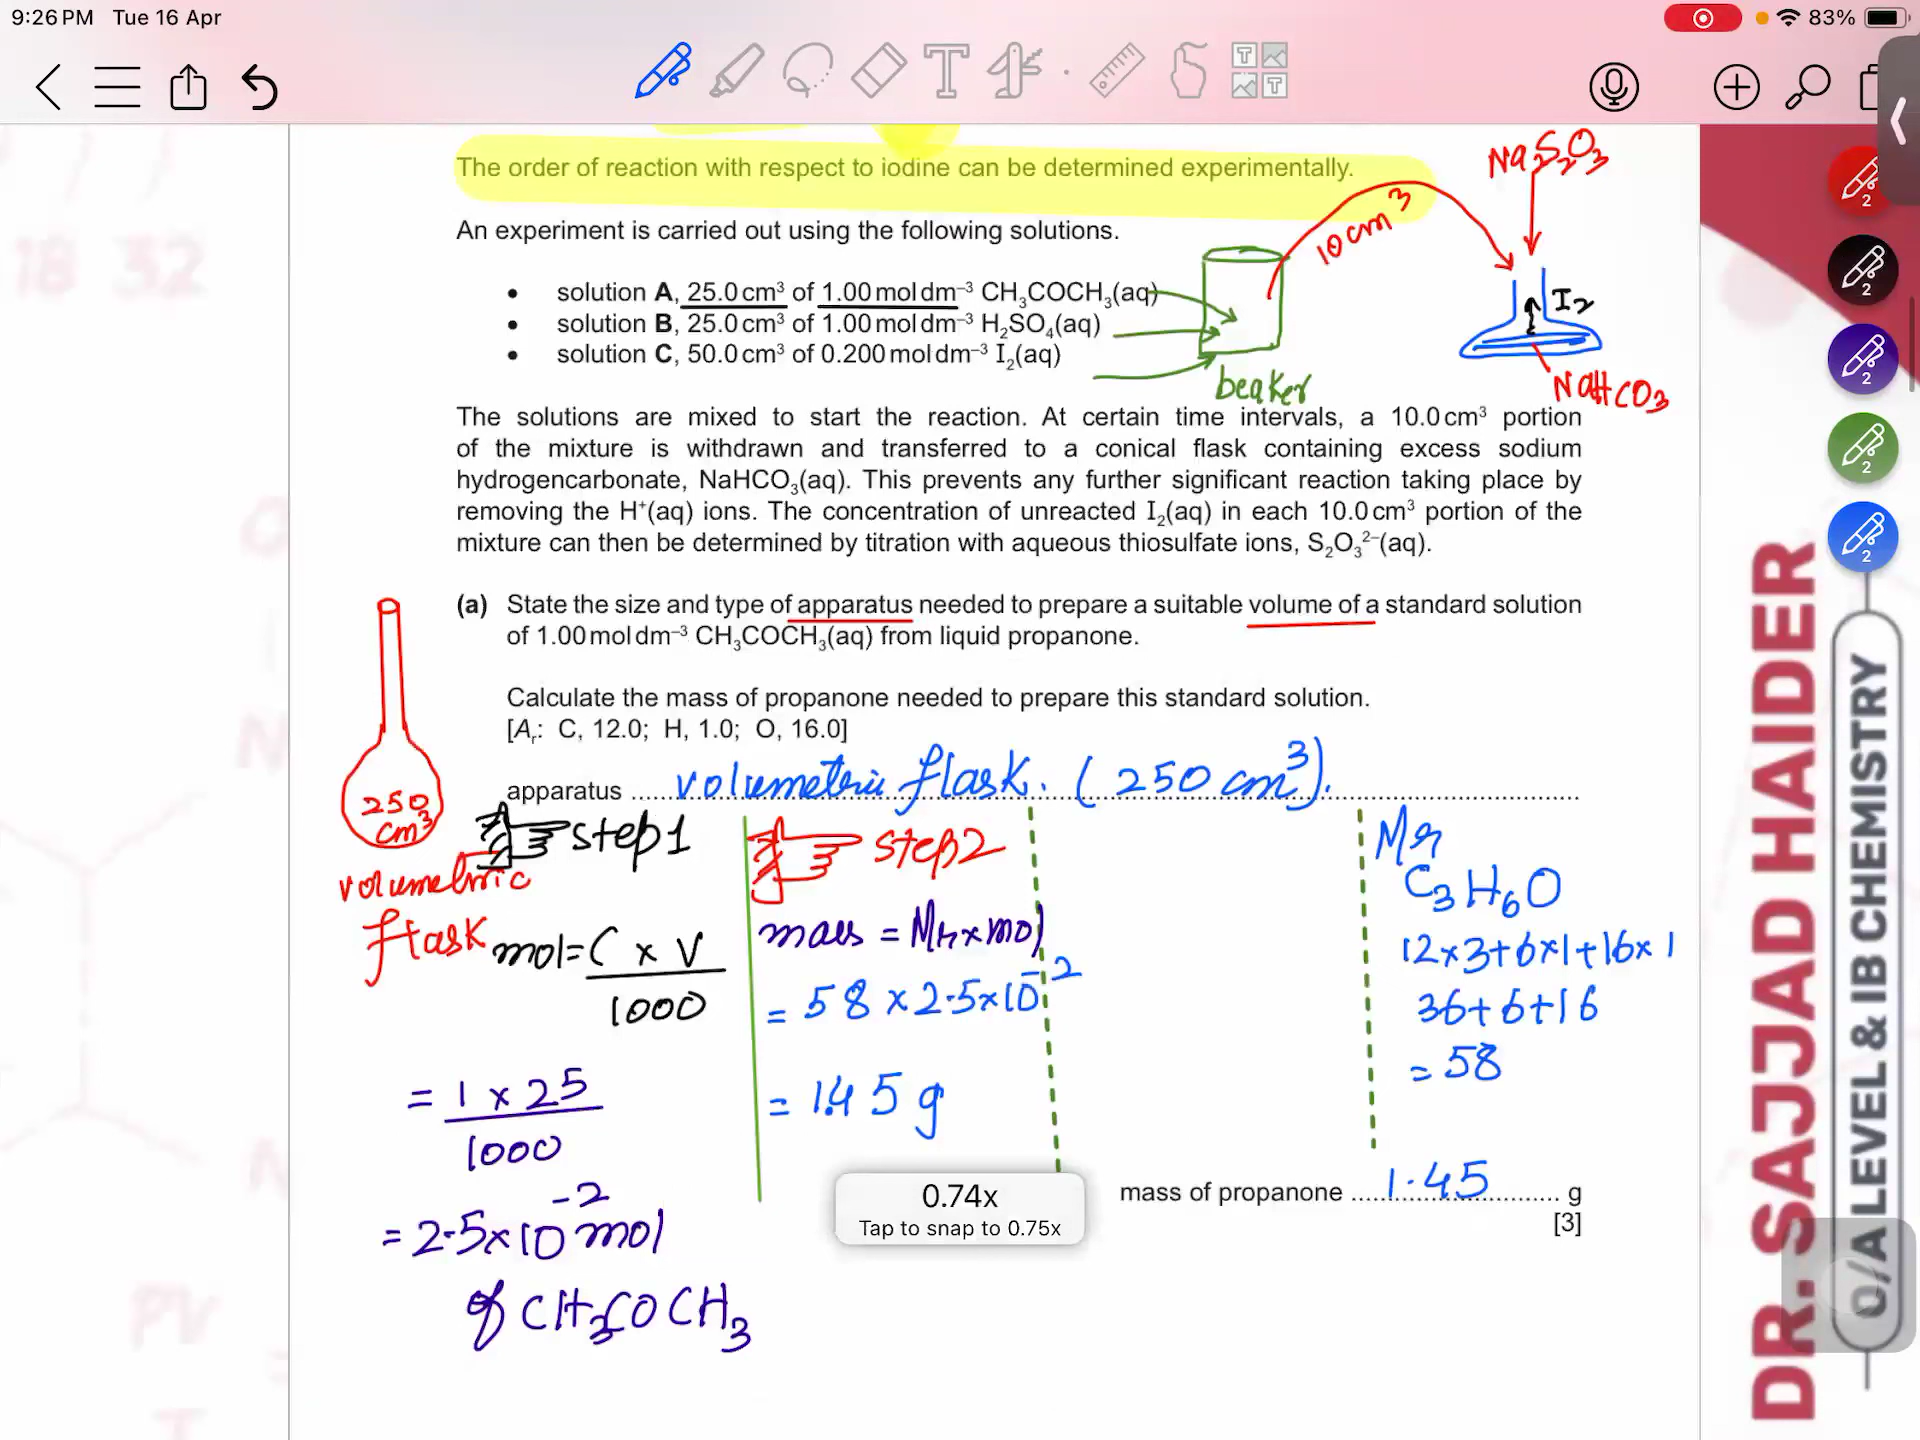 9:26 PM Tue 16 Apr
83%
The order of reaction with respect to iodine can be determined experimentally.
Na2S2O3
10 cm3
An experiment is carried out using the following solutions.
• solution A, 25.0 cm³ of 1.00 mol dm⁻³ CH₃COCH₃(aq)
• solution B, 25.0 cm³ of 1.00 mol dm⁻³ H₂SO₄(aq)
• solution C, 50.0 cm³ of 0.200 mol dm⁻³ I₂(aq)
I2
beaker
NaHCO3
The solutions are mixed to start the reaction. At certain time intervals, a 10.0 cm³ portion
of the mixture is withdrawn and transferred to a conical flask containing excess sodium
hydrogencarbonate, NaHCO₃(aq). This prevents any further significant reaction taking place by
removing the H⁺(aq) ions. The concentration of unreacted I₂(aq) in each 10.0 cm³ portion of the
mixture can then be determined by titration with aqueous thiosulfate ions, S₂O₃²⁻(aq).
(a) State the size and type of apparatus needed to prepare a suitable volume of a standard solution
of 1.00 mol dm⁻³ CH₃COCH₃(aq) from liquid propanone.
Calculate the mass of propanone needed to prepare this standard solution.
[Aᵣ: C, 12.0; H, 1.0; O, 16.0]
apparatus volumetric flask. (250 cm³).
250
cm³
volumetric
flask
step1
mol = C x V
1000
= 1 x 25
1000
= 2.5x10⁻² mol
of CH3COCH3
step2
mass = Mr x mol
= 58 x 2.5x10⁻²
= 1.45 g
Mr
C3H6O
12x3+6x1+16x1
36+6+16
= 58
0.74x
Tap to snap to 0.75x
mass of propanone 1.45 g
[3]
DR. SAJJAD HAIDER
O/A LEVEL & IB CHEMISTRY
18 32
PV
2
2
2
2
2